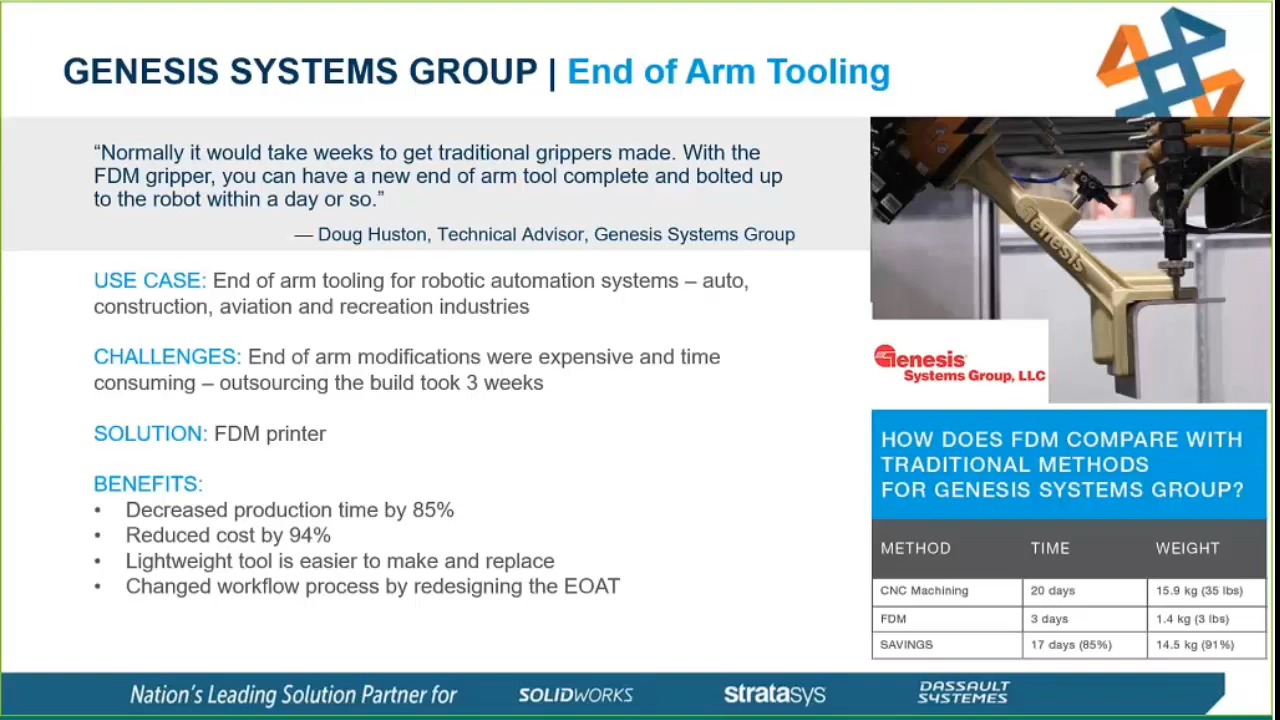 GENESIS SYSTEMS GROUP | End of Arm Tooling
“Normally it would take weeks to get traditional grippers made. With the
FDM gripper, you can have a new end of arm tool complete and bolted up
to the robot within a day or so.”
— Doug Huston, Technical Advisor, Genesis Systems Group
USE CASE: End of arm tooling for robotic automation systems – auto,
construction, aviation and recreation industries
CHALLENGES: End of arm modifications were expensive and time
consuming – outsourcing the build took 3 weeks
SOLUTION: FDM printer
BENEFITS:
• Decreased production time by 85%
• Reduced cost by 94%
• Lightweight tool is easier to make and replace
• Changed workflow process by redesigning the EOAT
Genesis
Genesis
Systems Group, LLC
HOW DOES FDM COMPARE WITH
TRADITIONAL METHODS
FOR GENESIS SYSTEMS GROUP?
METHOD TIME WEIGHT
CNC Machining 20 days 15.9 kg (35 lbs)
FDM 3 days 1.4 kg (3 lbs)
SAVINGS 17 days (85%) 14.5 kg (91%)
Nation's Leading Solution Partner for SOLIDWORKS stratasys DASSAULT
SYSTEMES